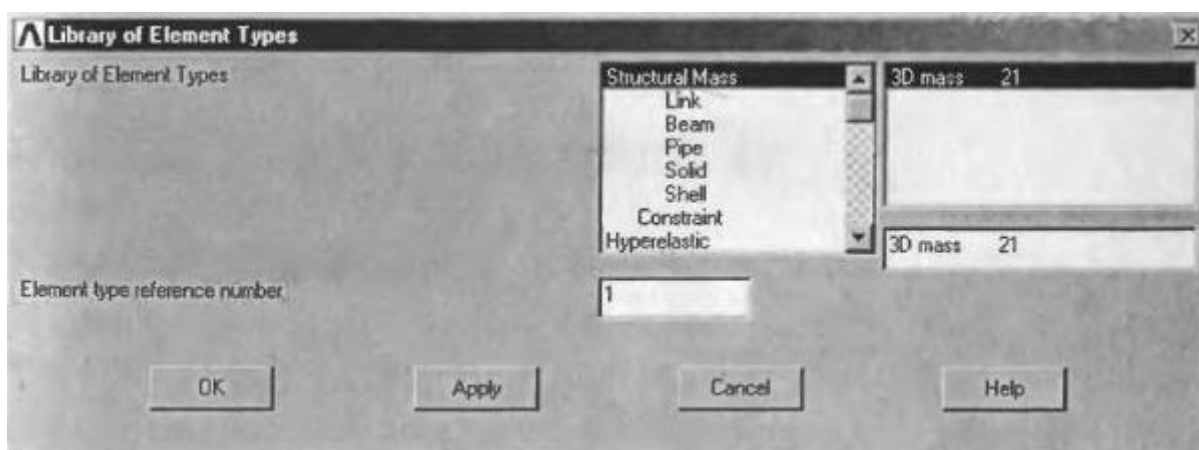 Library of Element Types
Library of Element Types
Structural Mass
Link
Beam
Pipe
Solid
Shell
Constraint
Hyperelastic
3D mass 21
3D mass 21
Element type reference number
1
OK
Apply
Cancel
Help